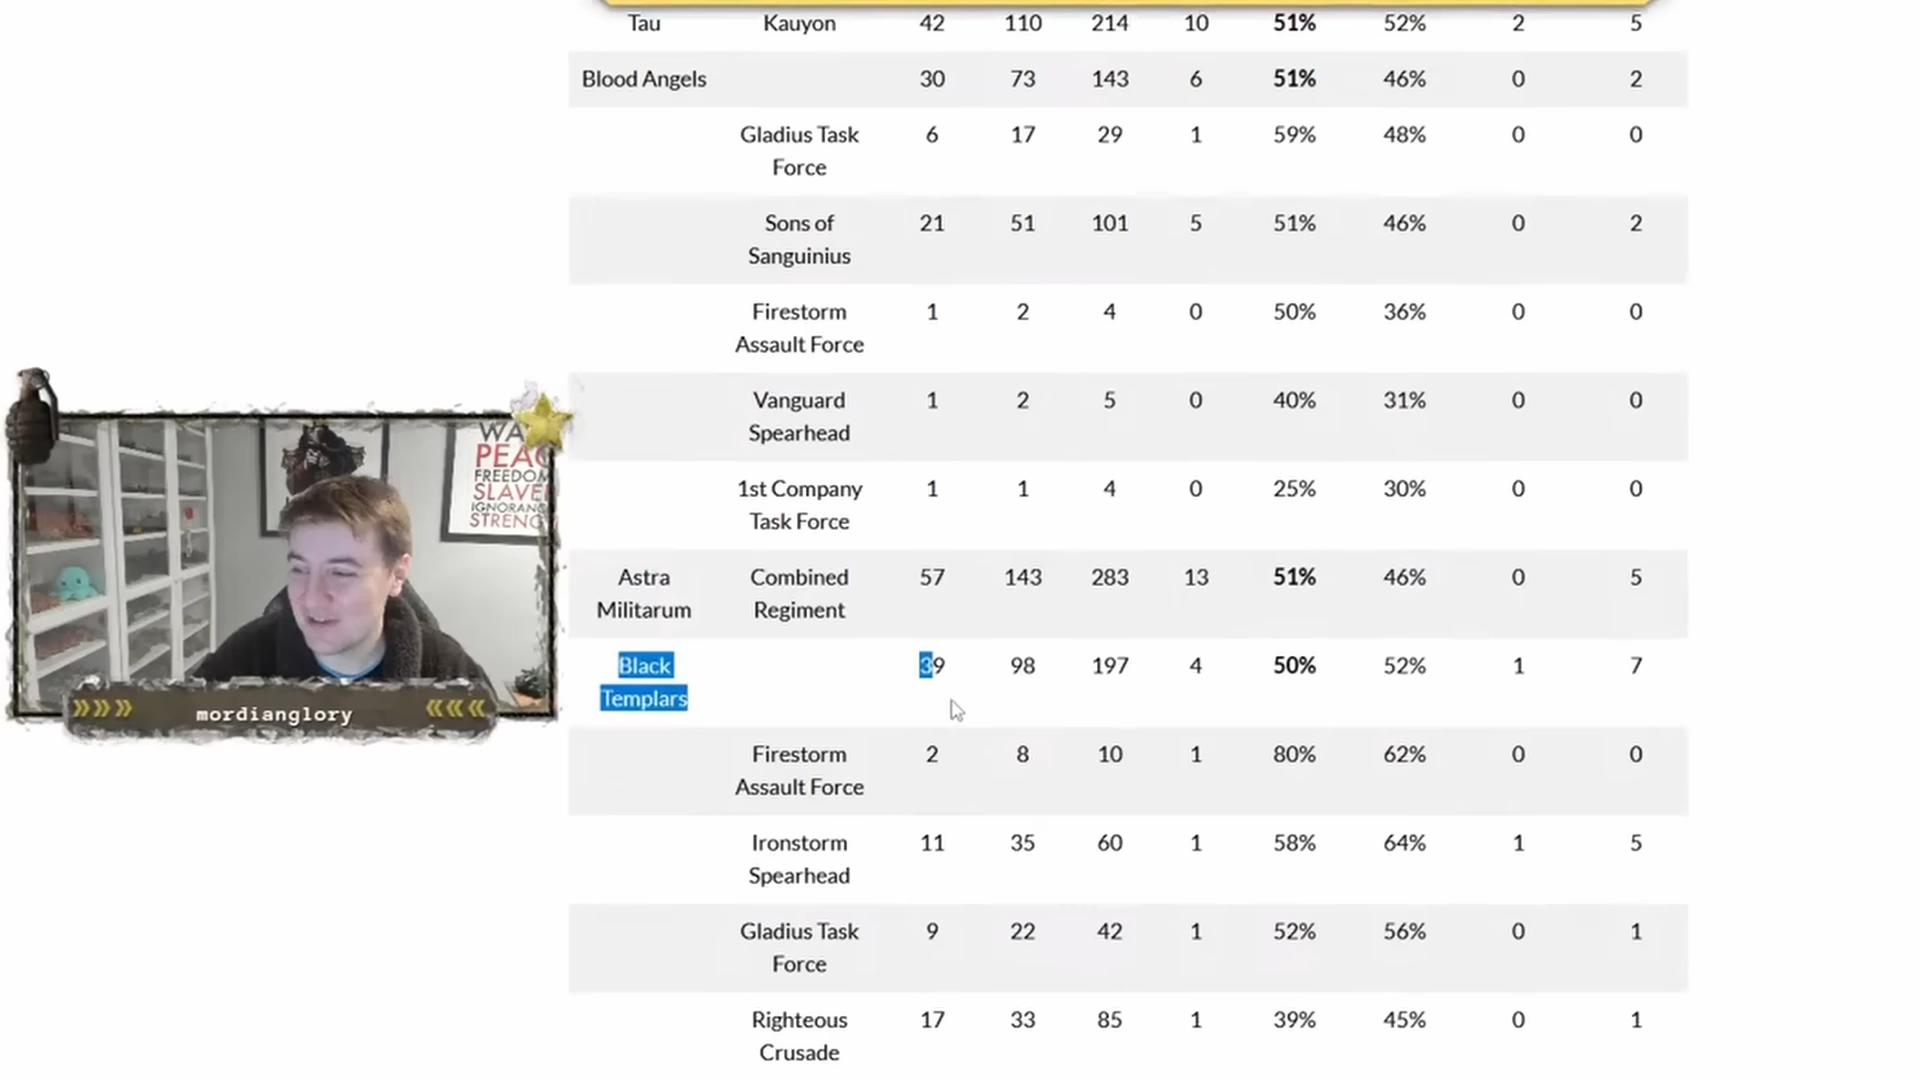 Tau Kauyon 42 110 214 10 51% 52% 2 5
Blood Angels 30 73 143 6 51% 46% 0 2
Gladius Task 6 17 29 1 59% 48% 0 0
Force
Sons of 21 51 101 5 51% 46% 0 2
Sanguinius
Firestorm 1 2 4 0 50% 36% 0 0
Assault Force
Vanguard 1 2 5 0 40% 31% 0 0
Spearhead
1st Company 1 1 4 0 25% 30% 0 0
Task Force
Astra Combined 57 143 283 13 51% 46% 0 5
Militarum Regiment
Black 39 98 197 4 50% 52% 1 7
Templars
Firestorm 2 8 10 1 80% 62% 0 0
Assault Force
Ironstorm 11 35 60 1 58% 64% 1 5
Spearhead
Gladius Task 9 22 42 1 52% 56% 0 1
Force
Righteous 17 33 85 1 39% 45% 0 1
Crusade
WA
PEAC
FREEDOM
SLAVE
IGNORANC
STRENG
mordianglory